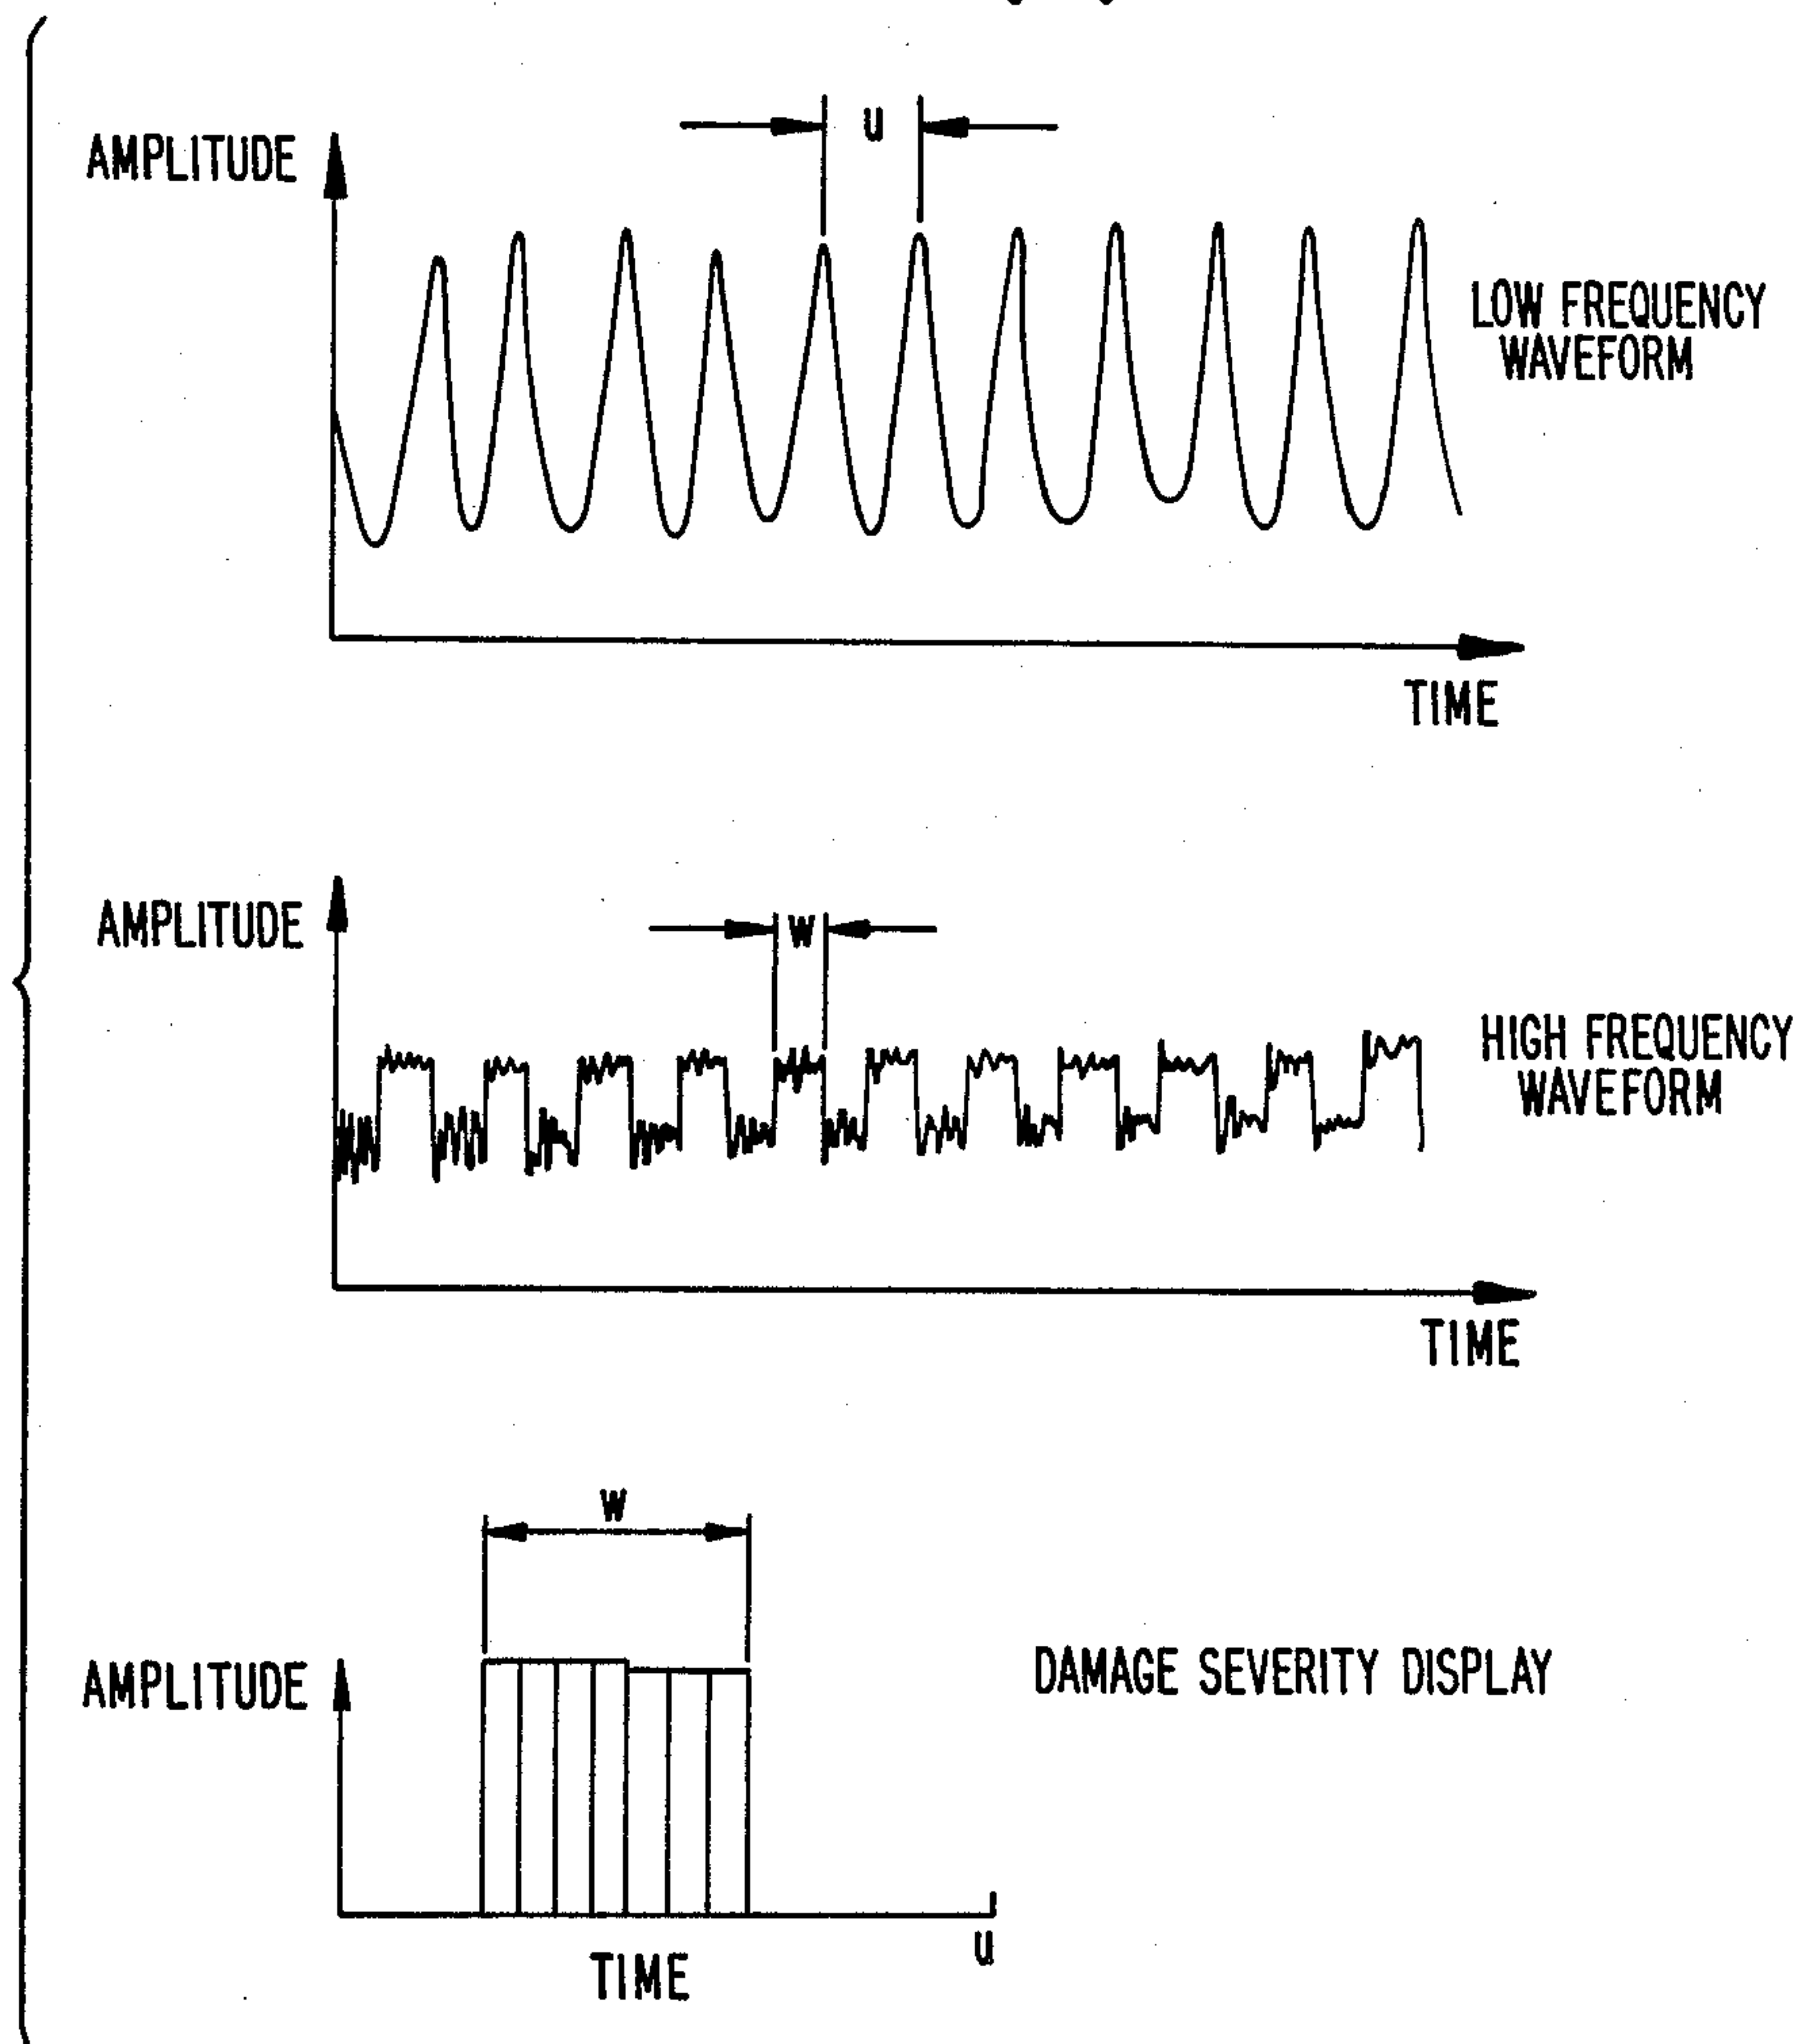 AMPLITUDE
U
LOW FREQUENCY
WAVEFORM
TIME
AMPLITUDE
W
HIGH FREQUENCY
WAVEFORM
TIME
W
AMPLITUDE
DAMAGE SEVERITY DISPLAY
U
TIME